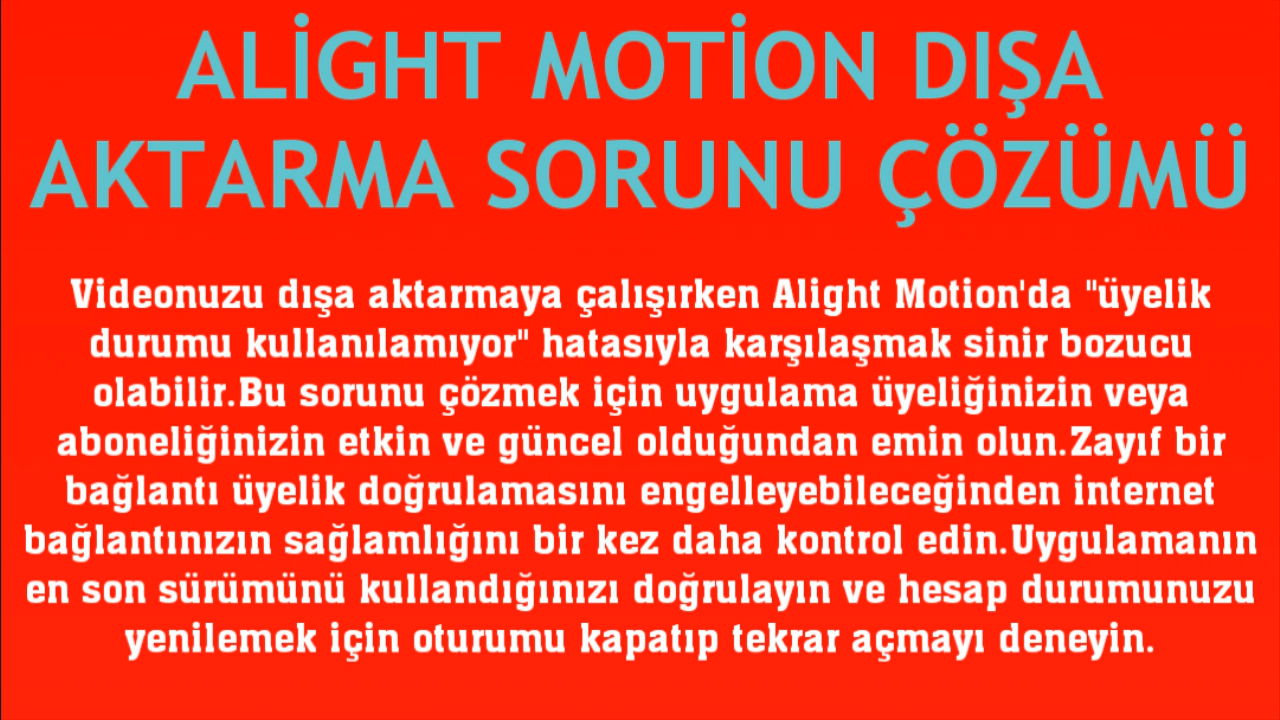 ALİGHT MOTİON DIŞA
AKTARMA SORUNU ÇÖZÜMÜ
Videonuzu dışa aktarmaya çalışırken Alight Motion'da "üyelik
durumu kullanılamıyor" hatasıyla karşılaşmak sinir bozucu
olabilir.Bu sorunu çözmek için uygulama üyeliğinizin veya
aboneliğinizin etkin ve güncel olduğundan emin olun.Zayıf bir
bağlantı üyelik doğrulamasını engelleyebileceğinden internet
bağlantınızın sağlamlığını bir kez daha kontrol edin.Uygulamanın
en son sürümünü kullandığınızı doğrulayın ve hesap durumunuzu
yenilemek için oturumu kapatıp tekrar açmayı deneyin.